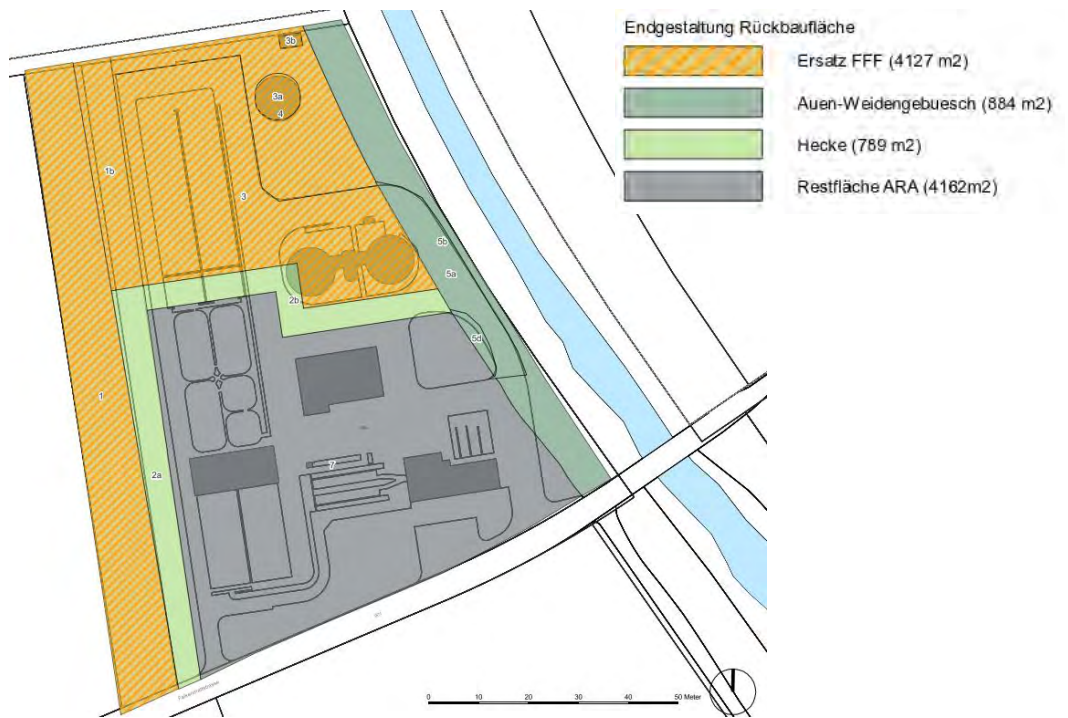 Endgestaltung Rückbaufläche
Ersatz FFF (4127 m2)
Auen-Weidengebuesch (884 m2)
Hecke (789 m2)
Restfläche ARA (4162m2)
3b
3a
4
1b
3
5b
5a
2b
5d
1
7
2a
0 10 20 30 40 50 Meter